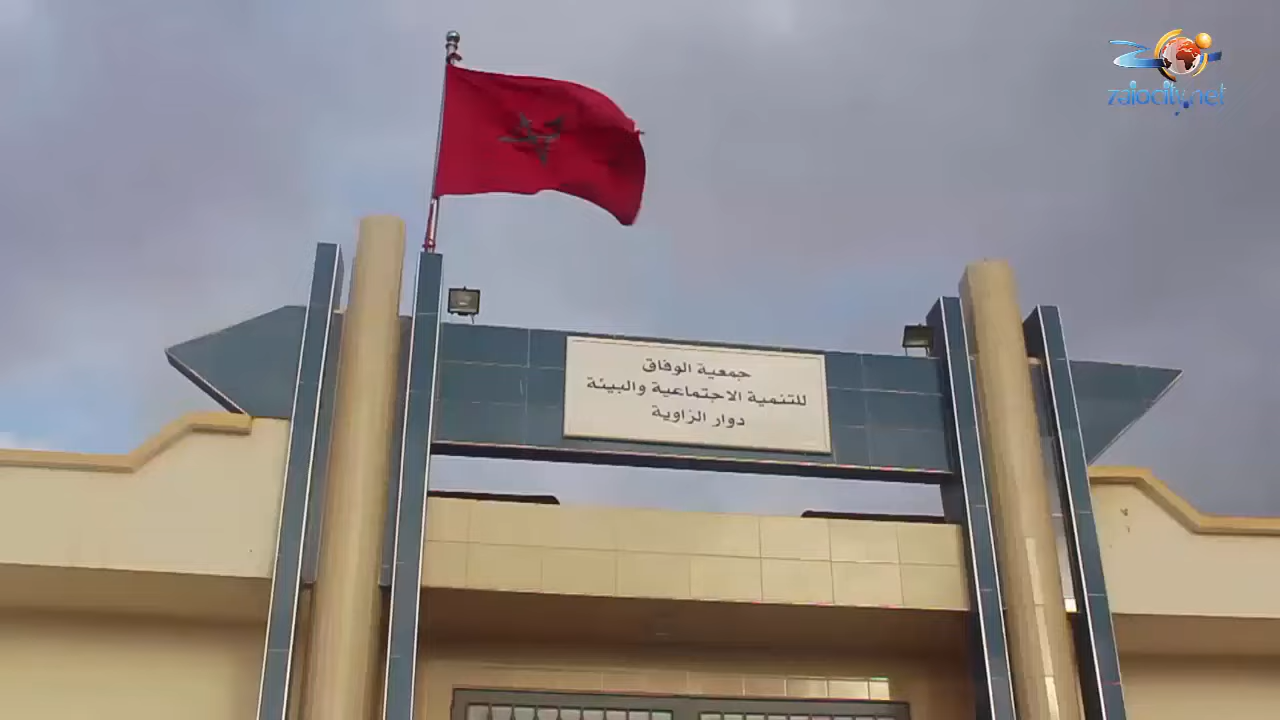 zaiocity.net
جمعية الوفاق
للتنمية الاجتماعية والبيئة
دوار الزاوية